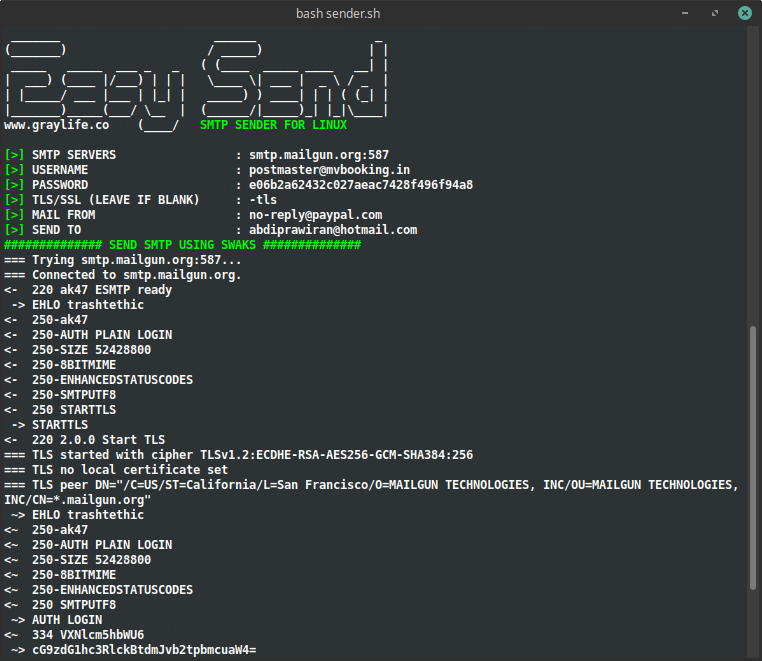 bash sender.sh
Easy Send
www.graylife.co SMTP SENDER FOR LINUX
[>] SMTP SERVERS : smtp.mailgun.org:587
[>] USERNAME : postmaster@mvbooking.in
[>] PASSWORD : e06b2a62432c027aeac7428f496f94a8
[>] TLS/SSL (LEAVE IF BLANK) : -tls
[>] MAIL FROM : no-reply@paypal.com
[>] SEND TO : abdiprawiran@hotmail.com
############## SEND SMTP USING SWAKS ##############
=== Trying smtp.mailgun.org:587...
=== Connected to smtp.mailgun.org.
<- 220 ak47 ESMTP ready
-> EHLO trashtethic
<- 250-ak47
<- 250-AUTH PLAIN LOGIN
<- 250-SIZE 52428800
<- 250-8BITMIME
<- 250-ENHANCEDSTATUSCODES
<- 250-SMTPUTF8
<- 250 STARTTLS
-> STARTTLS
<- 220 2.0.0 Start TLS
=== TLS started with cipher TLSv1.2:ECDHE-RSA-AES256-GCM-SHA384:256
=== TLS no local certificate set
=== TLS peer DN="/C=US/ST=California/L=San Francisco/O=MAILGUN TECHNOLOGIES, INC/OU=MAILGUN TECHNOLOGIES,
INC/CN=*.mailgun.org"
~> EHLO trashtethic
<~ 250-ak47
<~ 250-AUTH PLAIN LOGIN
<~ 250-SIZE 52428800
<~ 250-8BITMIME
<~ 250-ENHANCEDSTATUSCODES
<~ 250 SMTPUTF8
~> AUTH LOGIN
<~ 334 VXNlcm5hbWU6
~> cG9zdG1hc3RlckBtdmJvb2tpbmcuaW4=